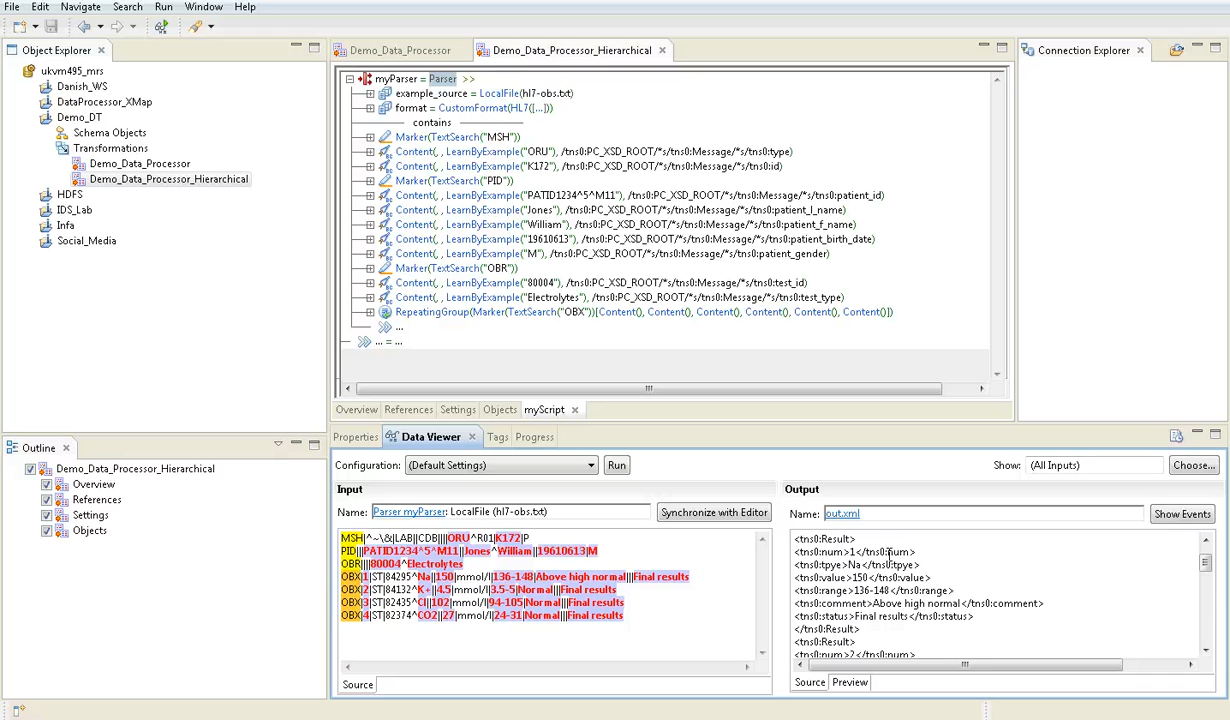 File Edit Navigate Search Run Window Help
Object Explorer
ukvm495_mrs
Danish_WS
DataProcessor_XMap
Demo_DT
Schema Objects
Transformations
Demo_Data_Processor
Demo_Data_Processor_Hierarchical
HDFS
IDS_Lab
Infa
Social_Media
Outline
Demo_Data_Processor_Hierarchical
Overview
References
Settings
Objects
Demo_Data_Processor Demo_Data_Processor_Hierarchical
myParser = Parser >>
example_source = LocalFile(hl7-obs.txt)
format = CustomFormat(HL7([...]))
contains
Marker(TextSearch("MSH"))
Content(, , LearnByExample("ORU"), /tns0:PC_XSD_ROOT/*s/tns0:Message/*s/tns0:type)
Content(, , LearnByExample("K172"), /tns0:PC_XSD_ROOT/*s/tns0:Message/*s/tns0:id)
Marker(TextSearch("PID"))
Content(, , LearnByExample("PATID1234^5^M11"), /tns0:PC_XSD_ROOT/*s/tns0:Message/*s/tns0:patient_id)
Content(, , LearnByExample("Jones"), /tns0:PC_XSD_ROOT/*s/tns0:Message/*s/tns0:patient_l_name)
Content(, , LearnByExample("William"), /tns0:PC_XSD_ROOT/*s/tns0:Message/*s/tns0:patient_f_name)
Content(, , LearnByExample("19610613"), /tns0:PC_XSD_ROOT/*s/tns0:Message/*s/tns0:patient_birth_date)
Content(, , LearnByExample("M"), /tns0:PC_XSD_ROOT/*s/tns0:Message/*s/tns0:patient_gender)
Marker(TextSearch("OBR"))
Content(, , LearnByExample("80004"), /tns0:PC_XSD_ROOT/*s/tns0:Message/*s/tns0:test_id)
Content(, , LearnByExample("Electrolytes"), /tns0:PC_XSD_ROOT/*s/tns0:Message/*s/tns0:test_type)
RepeatingGroup(Marker(TextSearch("OBX"))[Content(), Content(), Content(), Content(), Content(), Content()])
...
... = ...
Overview References Settings Objects myScript
Connection Explorer
Properties Data Viewer Tags Progress
Configuration: (Default Settings) Run Show: (All Inputs) Choose...
Input
Name: Parser myParser: LocalFile (hl7-obs.txt) Synchronize with Editor
MSH|^~\&|LAB||CDB||||ORU^R01|K172|P
PID|||PATID1234^5^M11||Jones^William||19610613|M
OBR||||80004^Electrolytes
OBX|1|ST|84295^Na||150|mmol/l|136-148|Above high normal|||Final results
OBX|2|ST|84132^K+||4.5|mmol/l|3.5-5|Normal|||Final results
OBX|3|ST|82435^Cl||102|mmol/l|94-105|Normal|||Final results
OBX|4|ST|82374^CO2||27|mmol/l|24-31|Normal|||Final results
Source
Output
Name: out.xml Show Events
<tns0:Result>
<tns0:num>1</tns0:num>
<tns0:tpye>Na</tns0:tpye>
<tns0:value>150</tns0:value>
<tns0:range>136-148</tns0:range>
<tns0:comment>Above high normal</tns0:comment>
<tns0:status>Final results</tns0:status>
</tns0:Result>
<tns0:Result>
<tns0:num>2</tns0:num>
Source Preview